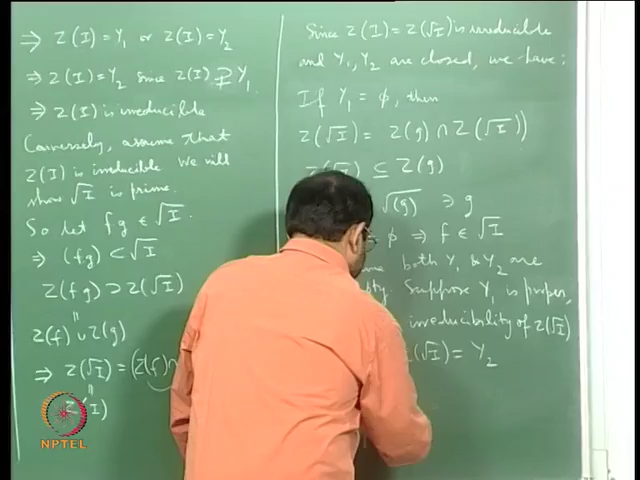 ⇒ Z(I) = Y₁ or Z(I) = Y₂
⇒ Z(I) = Y₂ since Z(I) ⊋̸ Y₁
⇒ Z(I) is irreducible
Conversely, assume that
Z(I) is irreducible We will
show √I is prime.
So let fg ∈ √I.
⇒ (fg) ⊂ √I
Z(fg) ⊃ Z(√I)
"
Z(f) ∪ Z(g)
⇒ Z(√I) = (Z(f) ∩
"
Z(I)
Since Z(I) = Z(√I) is irreducible
and Y₁, Y₂ are closed, we have:
If Y₁ = φ, then
Z(√I) = Z(g) ∩ Z(√I))
Z(√I) ⊆ Z(g)
√(g) ∋ g
φ ⇒ f ∈ √I
both Y₁ & Y₂ are
Suppose Y₁ is proper,
irreducibility of Z(√I)
√I) = Y₂
NPTEL